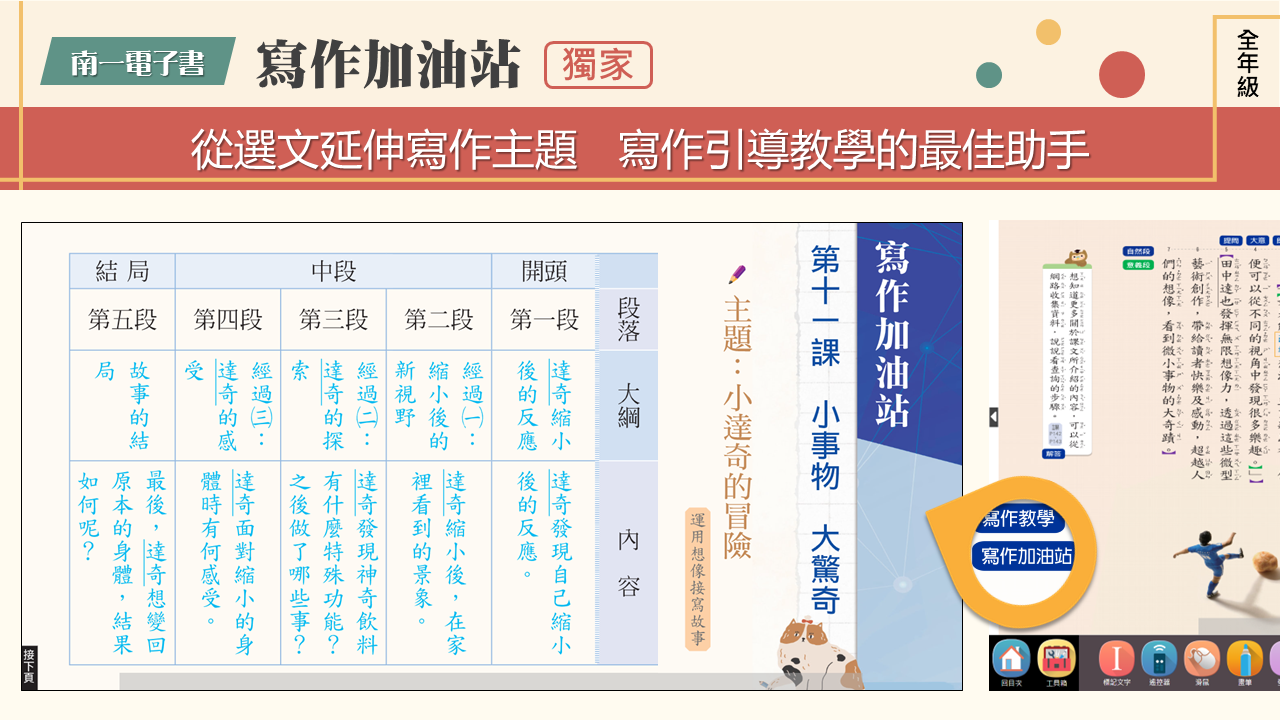 南一電子書
寫作加油站
獨家
全年級
從選文延伸寫作主題　寫作引導教學的最佳助手
寫作加油站
第十一課　小事物　大驚奇
主題：小達奇的冒險
運用想像接寫故事
段落
大綱
內容
開頭
中段
結局
第一段
第二段
第三段
第四段
第五段
達奇縮小
後的反應
經過㈠：
縮小後的
新視野
經過㈡：
達奇的探
索
經過㈢：
達奇的感
受
故事的結
局
達奇發現自己縮小
後的反應。
達奇縮小後，在家
裡看到的景象。
達奇發現神奇飲料
有什麼特殊功能？
之後做了哪些事？
達奇面對縮小的身
體時有何感受。
最後，達奇想變回
原本的身體，結果
如何呢？
接下頁
提問
大意
自然段
意義段
7
6
5
4
便可以從不同的視角中發現很多樂趣。
田中達也發揮無限想像力，透過這些微型
藝術創作，帶給讀者快樂及感動，超越人
們的想像，看到微小事物的大奇蹟。
想知道更多關於課文所介紹的內容，可以從
網路收集資料，說說看查詢的步驟。
解答
寫作教學
寫作加油站
回目次
工具箱
標記文字
遙控器
滑鼠
畫筆